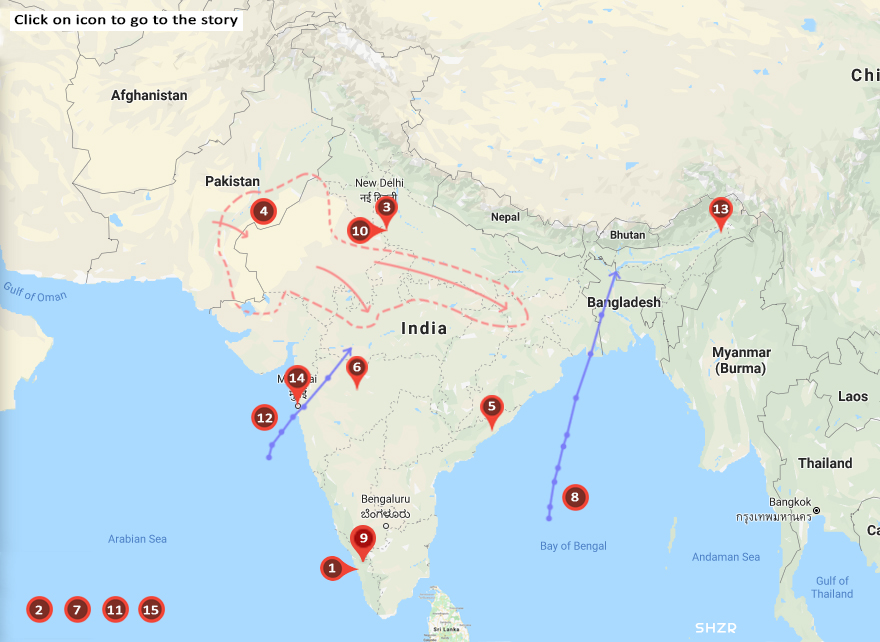 Click on icon to go to the story
Chi
Afghanistan
Pakistan
New Delhi
नई दिल्ली
4
3
10
13
Nepal
Bhutan
Gulf of Oman
Bangladesh
India
Myanmar
(Burma)
14
6
Laos
12
5
Thailand
Bengaluru
ಬೆಂಗಳೂರು
8
Bangkok
กรุงเทพมหานคร
Arabian Sea
9
Bay of Bengal
Andaman Sea
1
Gulf of
Thailand
2
7
11
15
Sri Lanka
SHZR